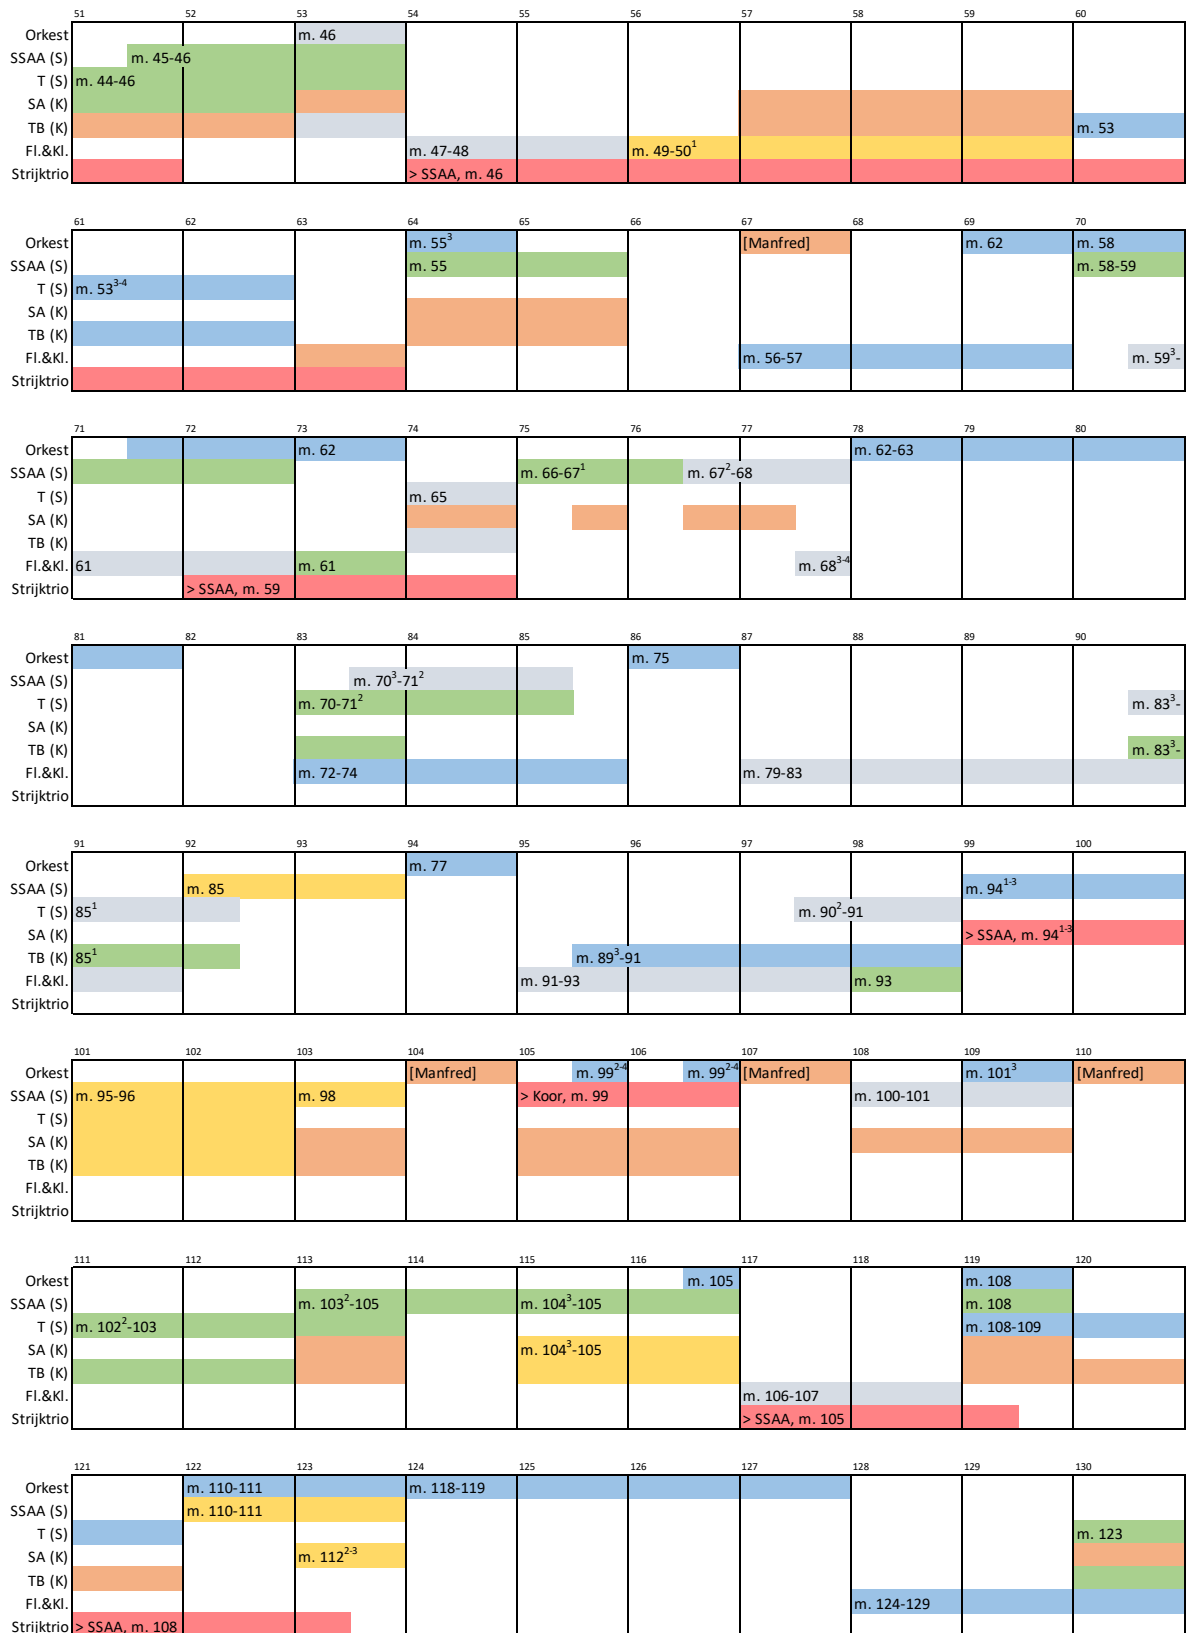 51 52 53 54 55 56 57 58 59 60
Orkest m. 46
SSAA (S) m. 45-46
T (S) m. 44-46
SA (K)
TB (K) m. 53
Fl.&Kl. m. 47-48 m. 49-50¹
Strijktrio > SSAA, m. 46
61 62 63 64 65 66 67 68 69 70
Orkest m. 55³ [Manfred] m. 62 m. 58
SSAA (S) m. 55 m. 58-59
T (S) m. 53³⁻⁴
SA (K)
TB (K)
Fl.&Kl. m. 56-57 m. 59³-
Strijktrio
71 72 73 74 75 76 77 78 79 80
Orkest m. 62 m. 62-63
SSAA (S) m. 66-67¹ m. 67²-68
T (S) m. 65
SA (K)
TB (K)
Fl.&Kl. 61 m. 61 m. 68³⁻⁴
Strijktrio > SSAA, m. 59
81 82 83 84 85 86 87 88 89 90
Orkest m. 75
SSAA (S) m. 70³-71²
T (S) m. 70-71² m. 83³-
SA (K)
TB (K) m. 83³-
Fl.&Kl. m. 72-74 m. 79-83
Strijktrio
91 92 93 94 95 96 97 98 99 100
Orkest m. 77
SSAA (S) m. 85 m. 94¹⁻³
T (S) 85¹ m. 90²-91
SA (K) > SSAA, m. 94¹⁻³
TB (K) 85¹ m. 89³-91
Fl.&Kl. m. 91-93 m. 93
Strijktrio
101 102 103 104 105 106 107 108 109 110
Orkest [Manfred] m. 99²⁻⁴ m. 99²⁻⁴ [Manfred] m. 101³ [Manfred]
SSAA (S) m. 95-96 m. 98 > Koor, m. 99 m. 100-101
T (S)
SA (K)
TB (K)
Fl.&Kl.
Strijktrio
111 112 113 114 115 116 117 118 119 120
Orkest m. 105 m. 108
SSAA (S) m. 103²-105 m. 104³-105 m. 108
T (S) m. 102²-103 m. 108-109
SA (K) m. 104³-105
TB (K)
Fl.&Kl. m. 106-107
Strijktrio > SSAA, m. 105
121 122 123 124 125 126 127 128 129 130
Orkest m. 110-111 m. 118-119
SSAA (S) m. 110-111
T (S) m. 123
SA (K) m. 112²⁻³
TB (K)
Fl.&Kl. m. 124-129
Strijktrio > SSAA, m. 108